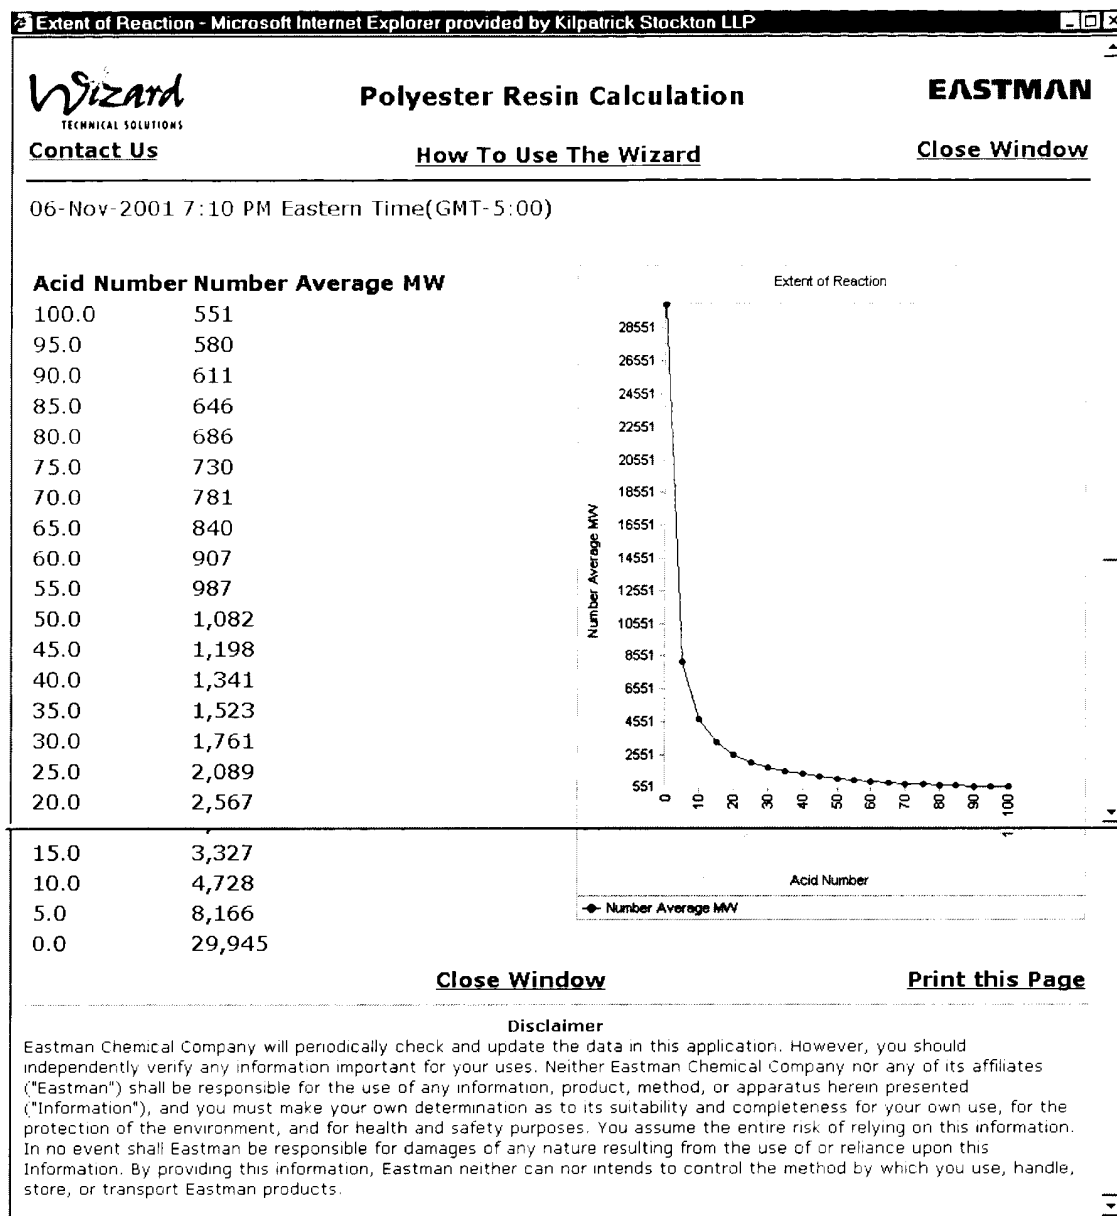 Extent of Reaction - Microsoft Internet Explorer provided by Kilpatrick Stockton LLP
Wizard
TECHNICAL SOLUTIONS
Polyester Resin Calculation
EASTMAN
Contact Us
How To Use The Wizard
Close Window
06-Nov-2001 7:10 PM Eastern Time(GMT-5:00)
Acid Number Number Average MW
100.0 551
95.0 580
90.0 611
85.0 646
80.0 686
75.0 730
70.0 781
65.0 840
60.0 907
55.0 987
50.0 1,082
45.0 1,198
40.0 1,341
35.0 1,523
30.0 1,761
25.0 2,089
20.0 2,567
15.0 3,327
10.0 4,728
5.0 8,166
0.0 29,945
Extent of Reaction
28551
26551
24551
22551
20551
18551
16551
14551
12551
10551
8551
6551
4551
2551
551
Number Average MW
0 10 20 30 40 50 60 70 80 90 100
Acid Number
Number Average MW
Close Window
Print this Page
Disclaimer
Eastman Chemical Company will periodically check and update the data in this application. However, you should
independently verify any information important for your uses. Neither Eastman Chemical Company nor any of its affiliates
("Eastman") shall be responsible for the use of any information, product, method, or apparatus herein presented
("Information"), and you must make your own determination as to its suitability and completeness for your own use, for the
protection of the environment, and for health and safety purposes. You assume the entire risk of relying on this information.
In no event shall Eastman be responsible for damages of any nature resulting from the use of or reliance upon this
Information. By providing this information, Eastman neither can nor intends to control the method by which you use, handle,
store, or transport Eastman products.